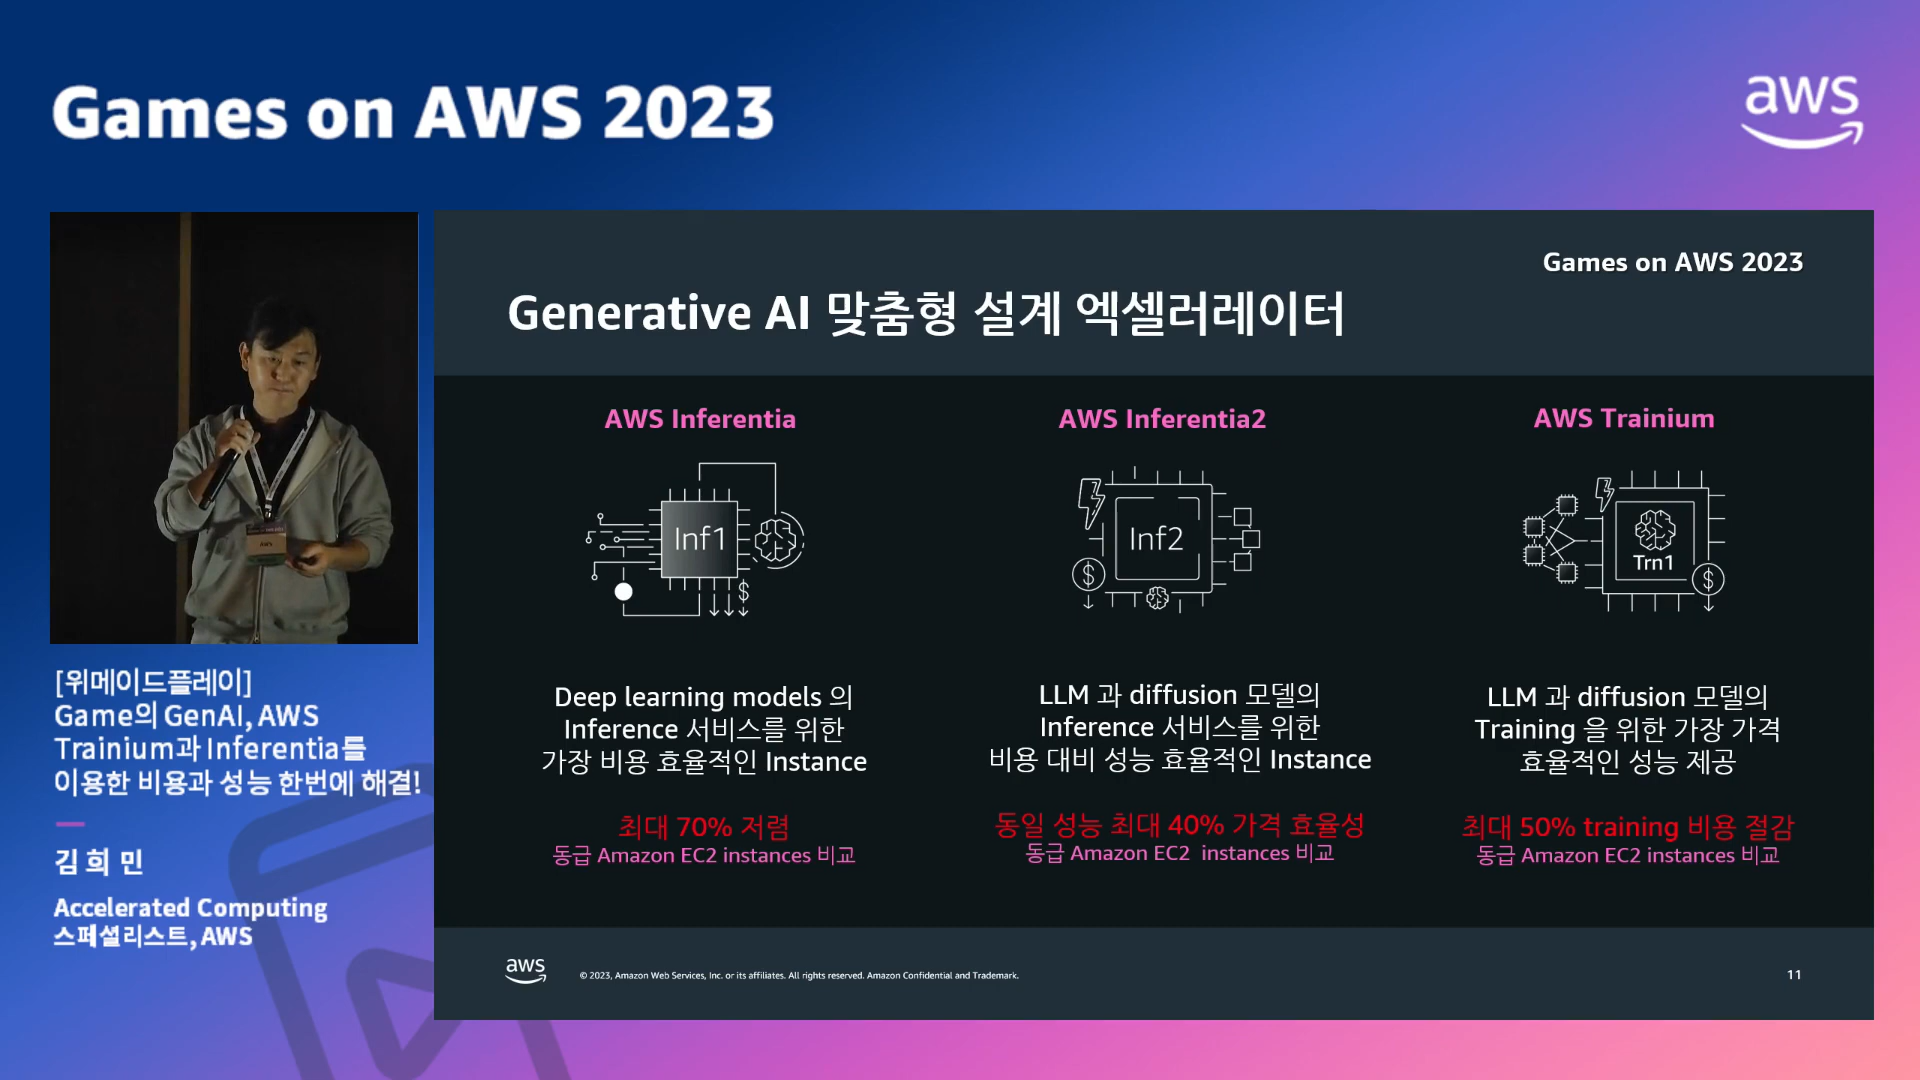 Games on AWS 2023
aws
Games on AWS 2023
Generative AI 맞춤형 설계 엑셀러레이터
AWS Inferentia
AWS Inferentia2
AWS Trainium
Inf1
$
Inf2
$
Trn1
$
Deep learning models 의
Inference 서비스를 위한
가장 비용 효율적인 Instance
최대 70% 저렴
동급 Amazon EC2 instances 비교
LLM 과 diffusion 모델의
Inference 서비스를 위한
비용 대비 성능 효율적인 Instance
동일 성능 최대 40% 가격 효율성
동급 Amazon EC2 instances 비교
LLM 과 diffusion 모델의
Training 을 위한 가장 가격
효율적인 성능 제공
최대 50% training 비용 절감
동급 Amazon EC2 instances 비교
aws
© 2023, Amazon Web Services, Inc. or its affiliates. All rights reserved. Amazon Confidential and Trademark.
11
[위메이드플레이]
Game의 GenAI, AWS
Trainium과 Inferentia를
이용한 비용과 성능 한번에 해결!
김 희 민
Accelerated Computing
스페셜리스트, AWS